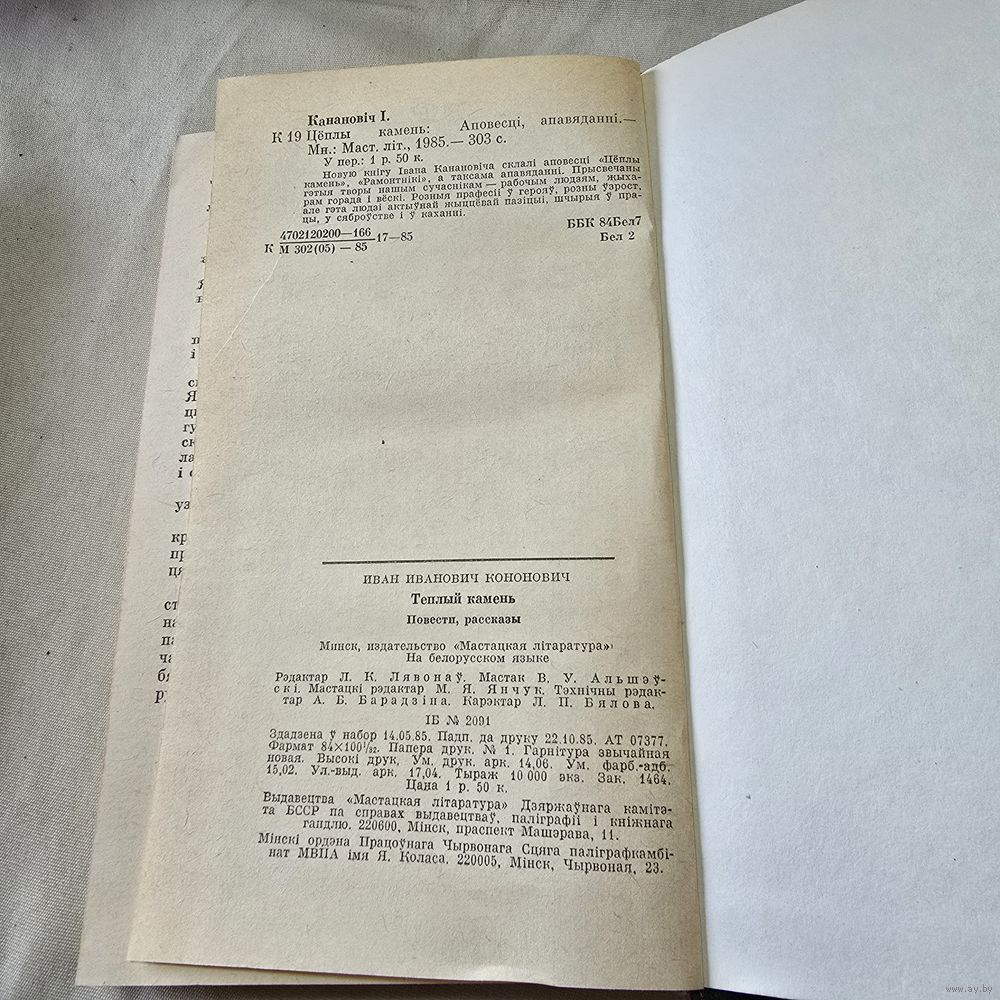 Канановіч І.
К 19 Цёплы камень: Аповесці, апавяданні.—
Мн.: Маст. літ., 1985.— 303 с.
У пер.: 1 р. 50 к.
Новую кнігу Івана Канановіча склалі аповесці «Цёплы
камень», «Рамонтнікі», а таксама апавяданні. Прысвечаны
гэтыя творы нашым сучаснікам — рабочым людзям, жыха-
рам горада і вёскі. Розныя прафесіі ў герояў, розны ўзрост,
але гэта людзі актыўнай жыццёвай пазіцыі, шчырыя ў пра-
цы, у сяброўстве і ў каханні.
К 4702120200—166 / М 302(05) — 85 17—85
ББК 84Бел7
Бел 2
ИВАН ИВАНОВИЧ КОНОНОВИЧ
Теплый камень
Повести, рассказы
Минск, издательство «Мастацкая літаратура»
На белорусском языке
Рэдактар Л. К. Лявонаў. Мастак В. У. Альшэў-
скі. Мастацкі рэдактар М. Я. Янчук. Тэхнічны рэдак-
тар А. Б. Барадзіна. Карэктар Л. П. Бялова.
ІБ № 2091
Здадзена ў набор 14.05.85. Падп. да друку 22.10.85. АТ 07377.
Фармат 84×100¹/₃₂. Папера друк. № 1. Гарнітура звычайная
новая. Высокі друк. Ум. друк. арк. 14,06. Ум. фарб.-адб.
15,02. Ул.-выд. арк. 17,04. Тыраж 10 000 экз. Зак. 1464.
Цана 1 р. 50 к.
Выдавецтва «Мастацкая літаратура» Дзяржаўнага камітэ-
та БССР па справах выдавецтваў, паліграфіі і кніжнага
гандлю. 220600, Мінск, праспект Машэрава, 11.
Мінскі ордэна Працоўнага Чырвонага Сцяга паліграфкамбі-
нат МВПА імя Я. Коласа. 220005, Мінск, Чырвоная, 23.
www.ay.by